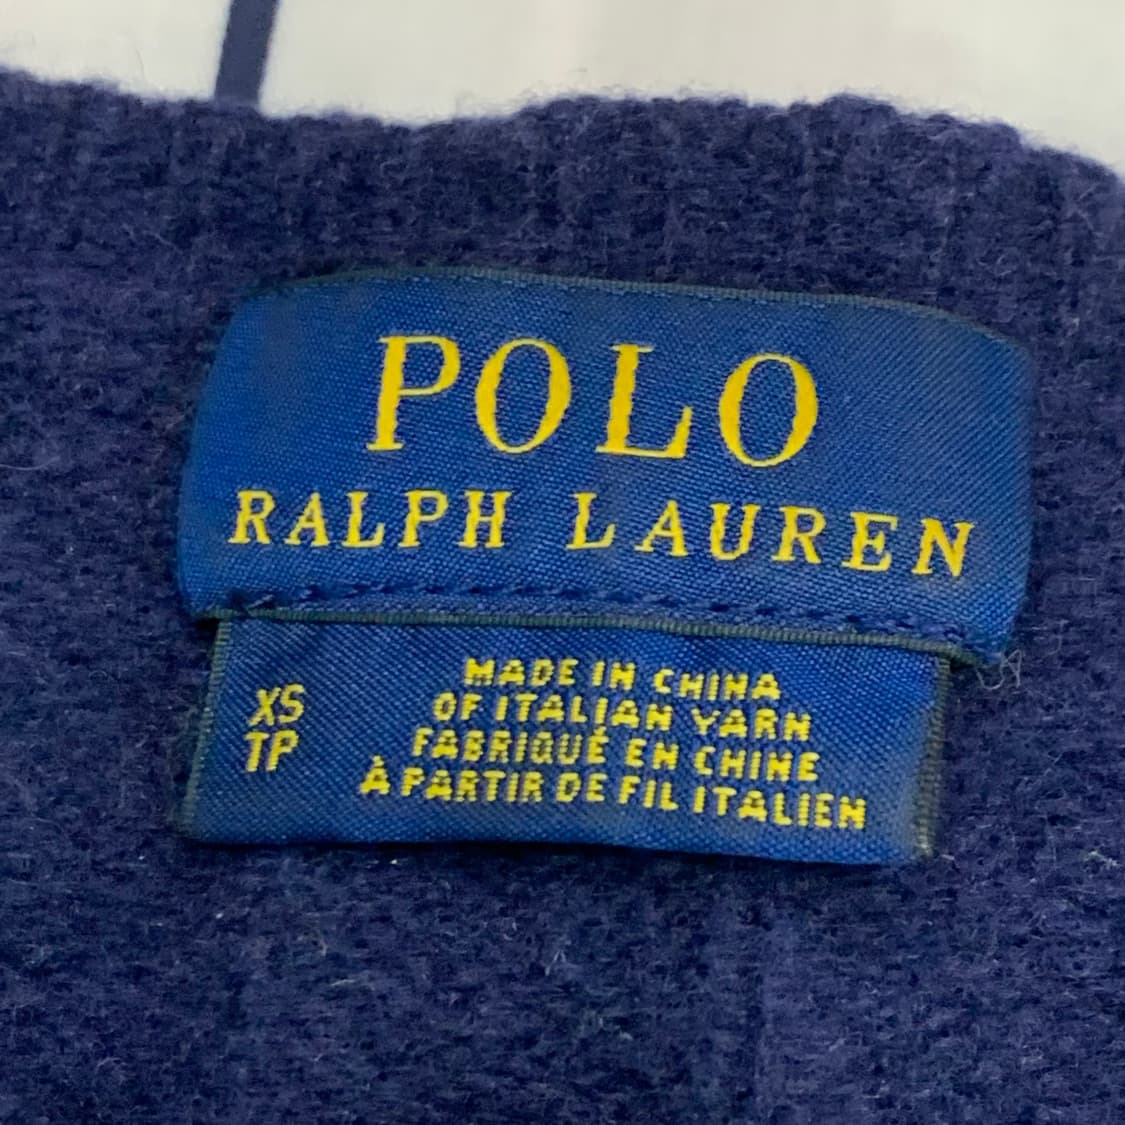 POLO
RALPH LAUREN
XS
TP
MADE IN CHINA
OF ITALIAN YARN
FABRIQUÉ EN CHINE
À PARTIR DE FIL ITALIEN